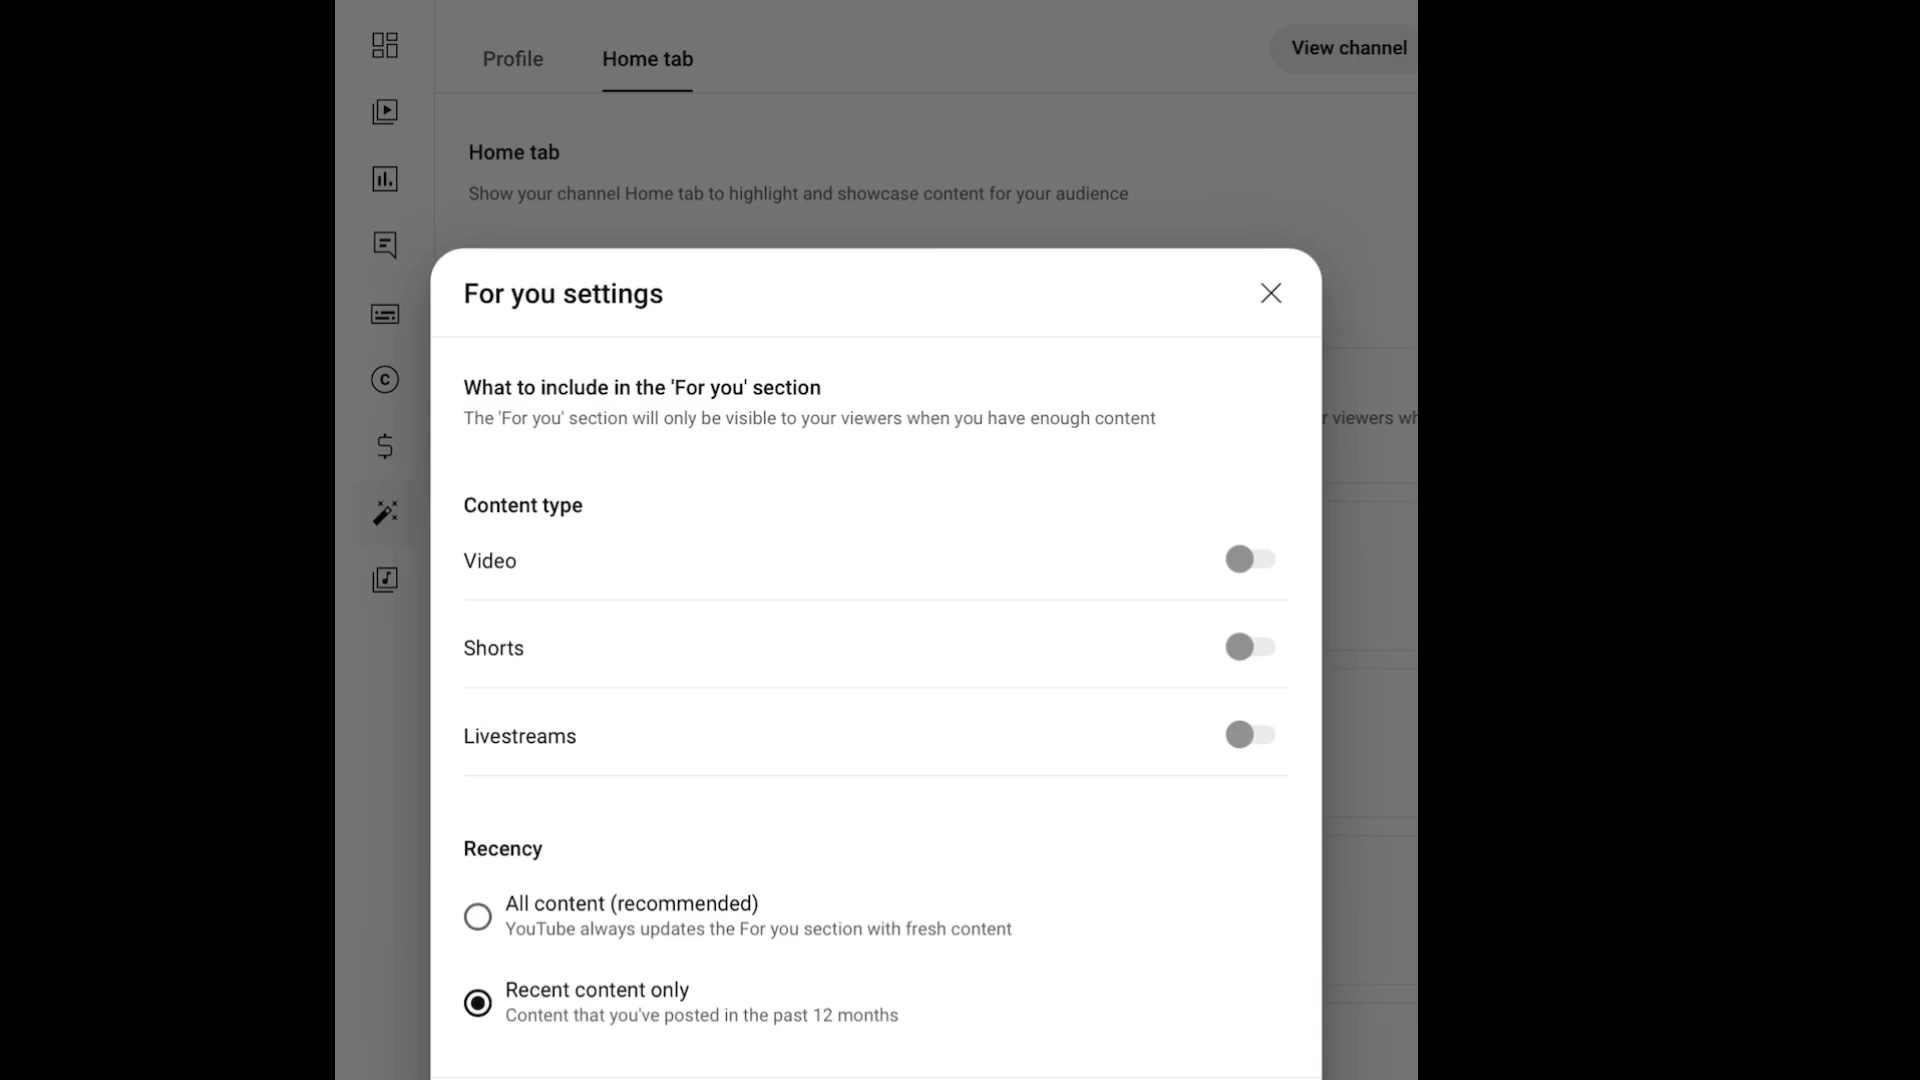 Profile
Home tab
View channel
Home tab
Show your channel Home tab to highlight and showcase content for your audience
For you settings
What to include in the 'For you' section
The 'For you' section will only be visible to your viewers when you have enough content
viewers
Content type
Video
Shorts
Livestreams
Recency
All content (recommended)
YouTube always updates the For you section with fresh content
Recent content only
Content that you've posted in the past 12 months